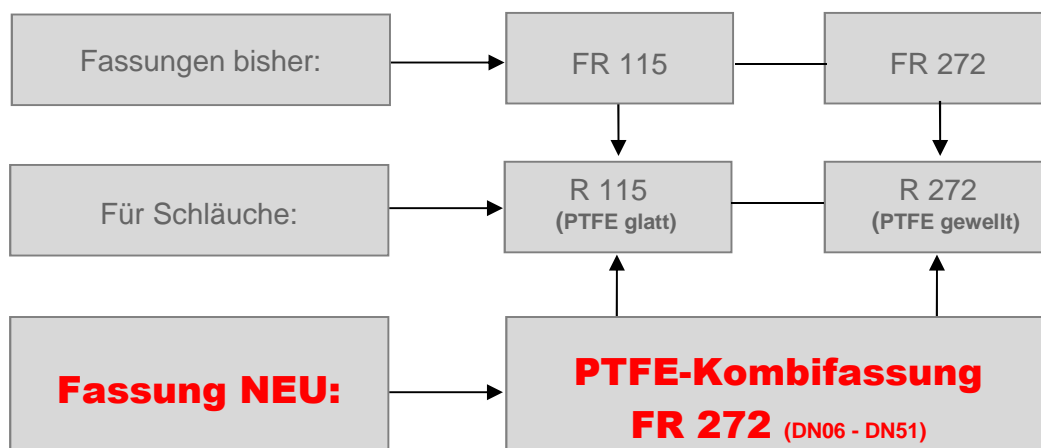 Fassungen bisher:
FR 115
FR 272
Für Schläuche:
R 115
(PTFE glatt)
R 272
(PTFE gewellt)
Fassung NEU:
PTFE-Kombifassung
FR 272 (DN06 - DN51)